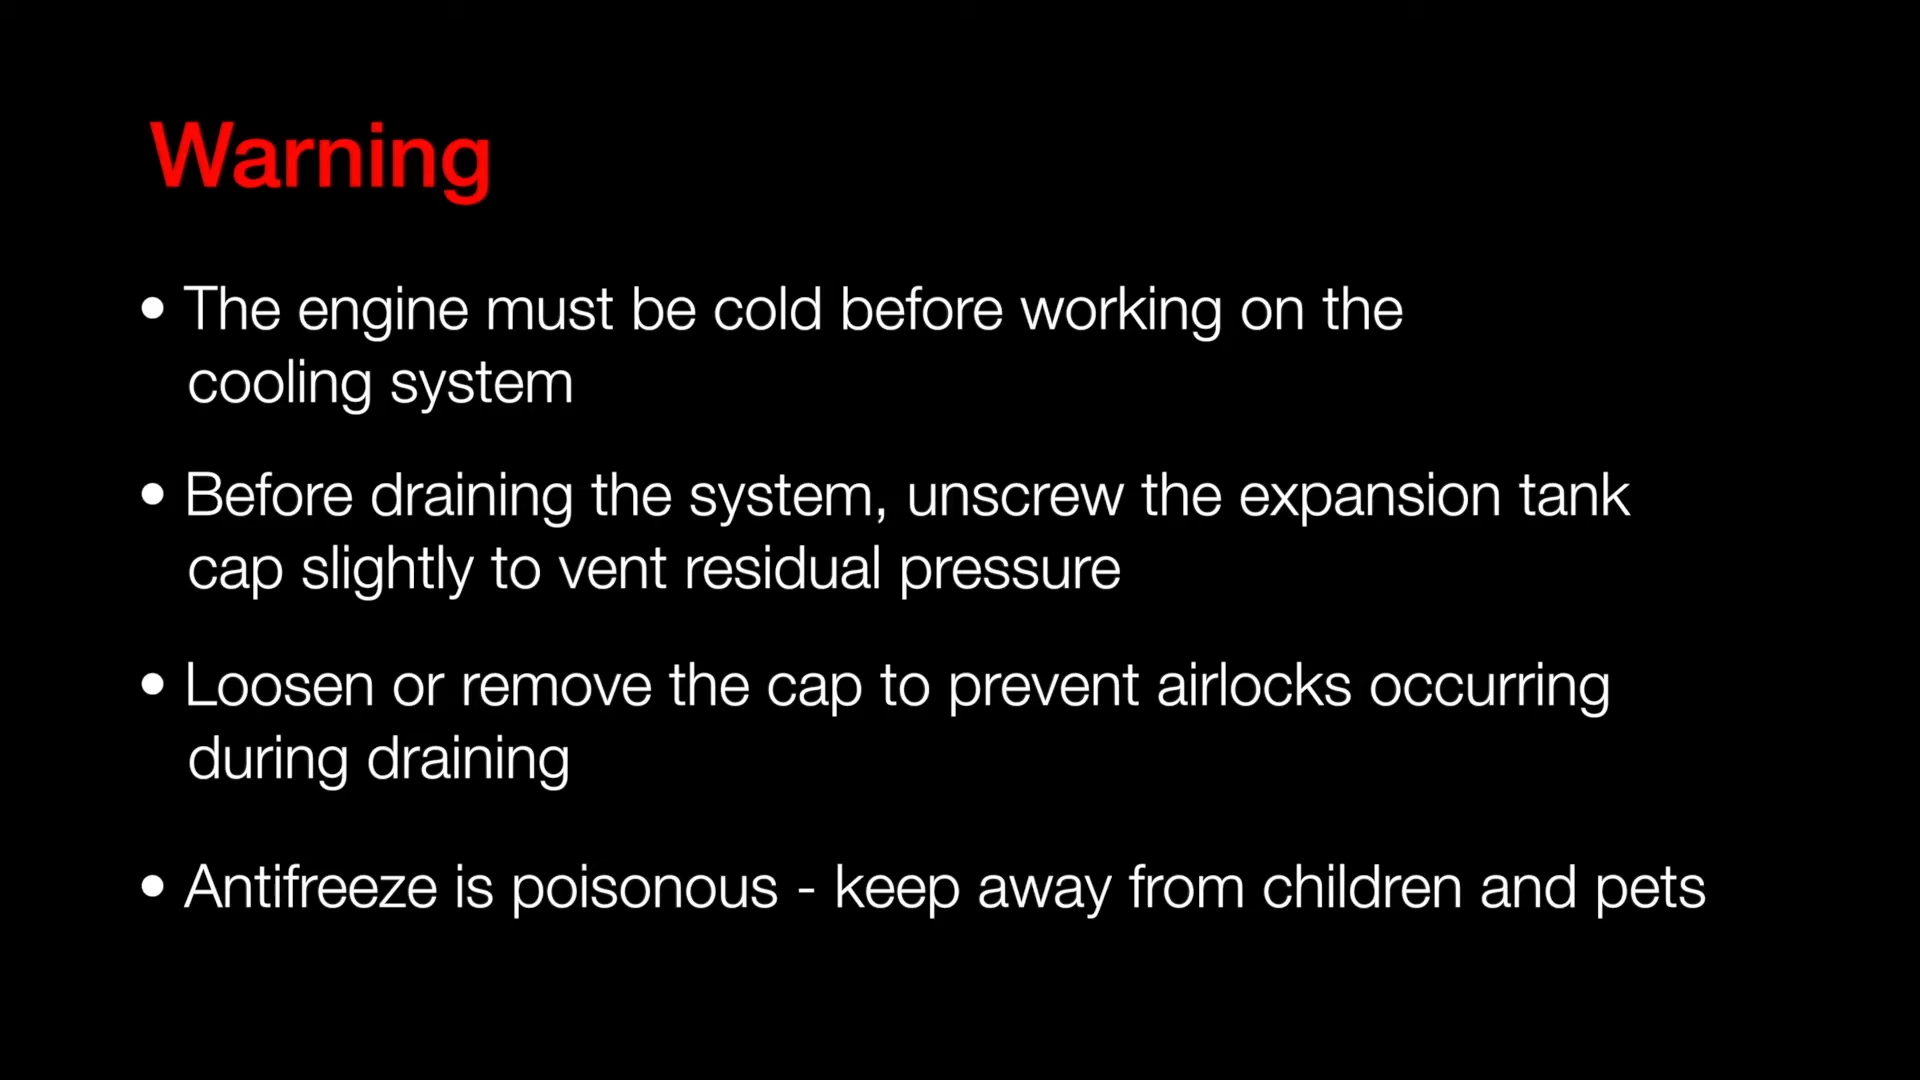 Warning
• The engine must be cold before working on the
cooling system
• Before draining the system, unscrew the expansion tank
cap slightly to vent residual pressure
• Loosen or remove the cap to prevent airlocks occurring
during draining
• Antifreeze is poisonous - keep away from children and pets